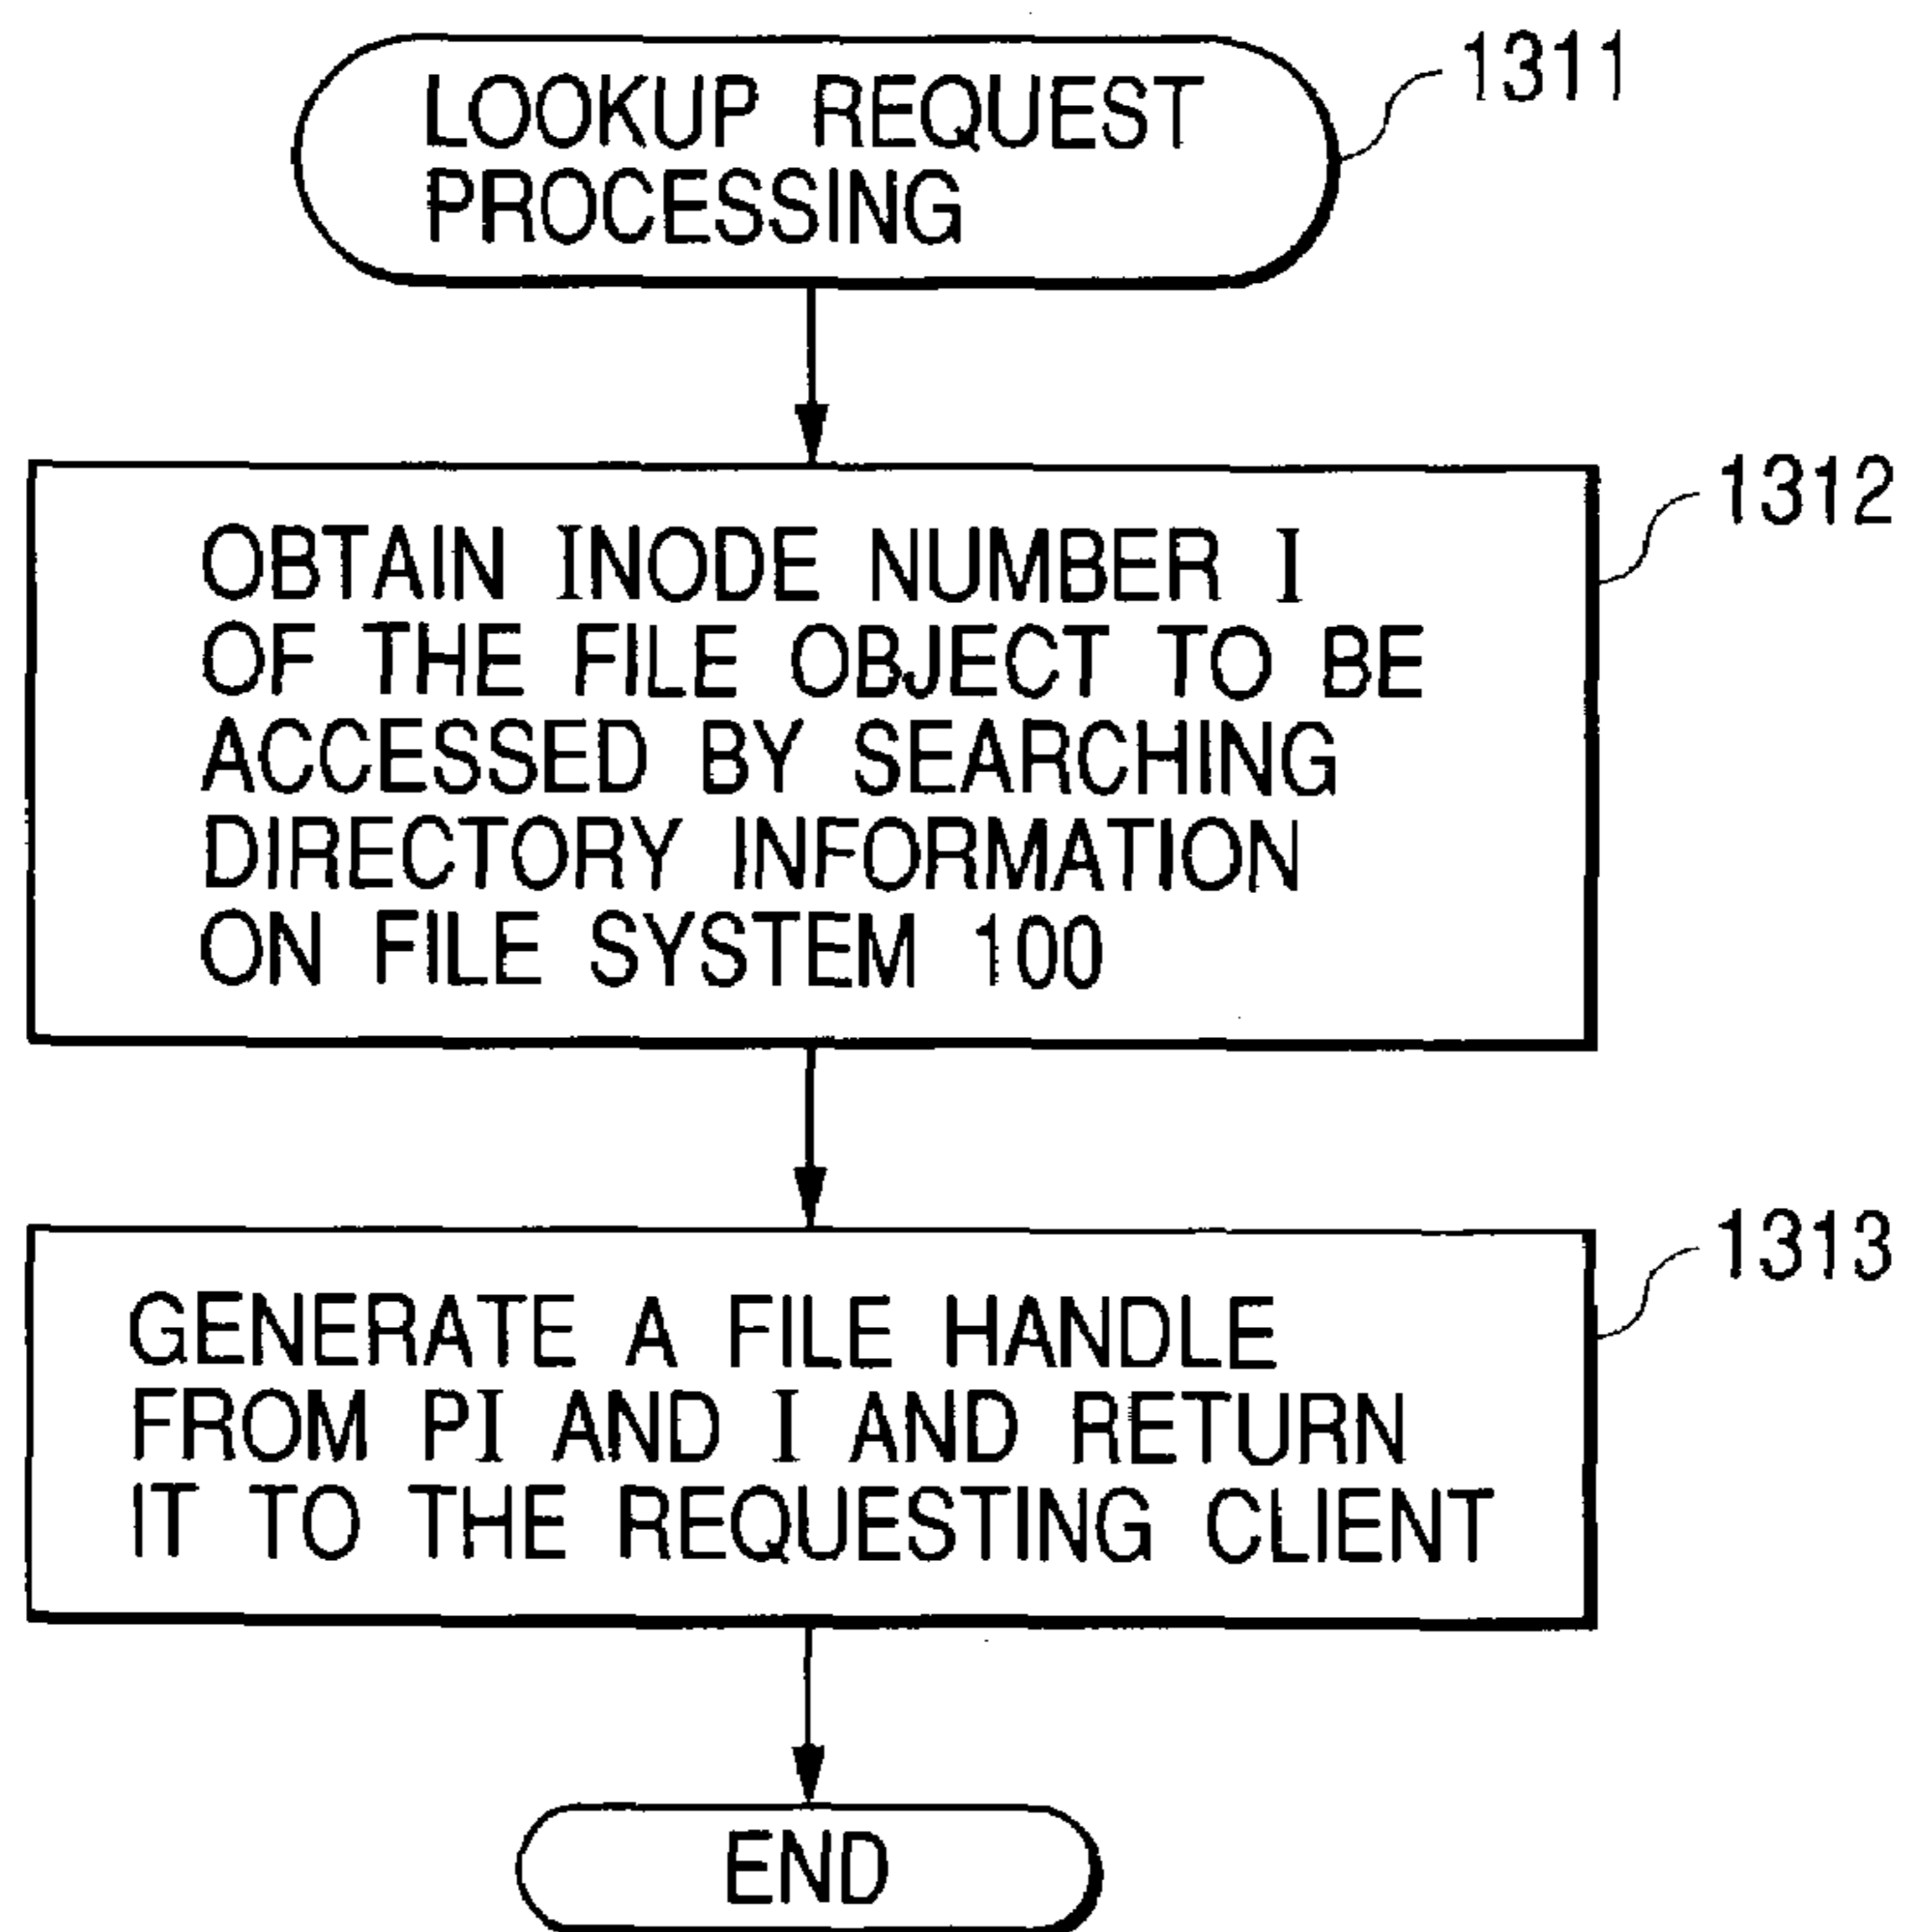 LOOKUP REQUEST
PROCESSING
1311
OBTAIN INODE NUMBER I
OF THE FILE OBJECT TO BE
ACCESSED BY SEARCHING
DIRECTORY INFORMATION
ON FILE SYSTEM 100
1312
GENERATE A FILE HANDLE
FROM PI AND I AND RETURN
IT TO THE REQUESTING CLIENT
1313
END